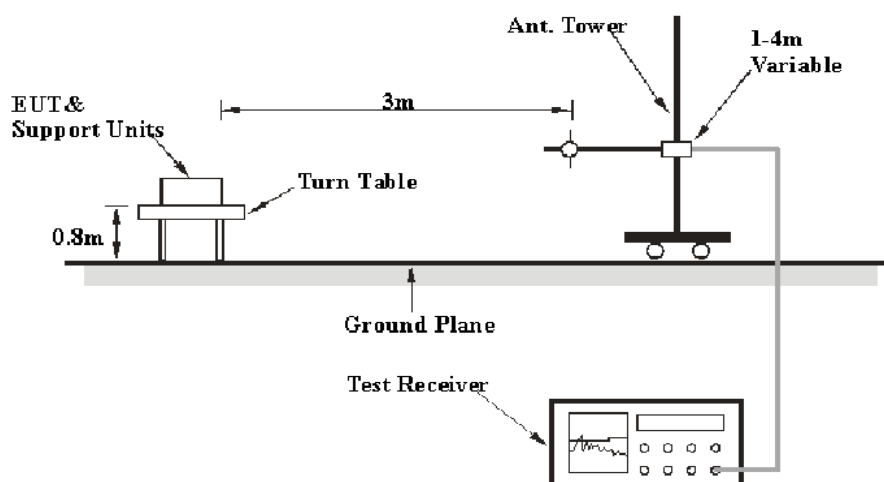 Ant. Tower
1-4m
Variable
3m
EUT&
Support Units
Turn Table
0.8m
Ground Plane
Test Receiver